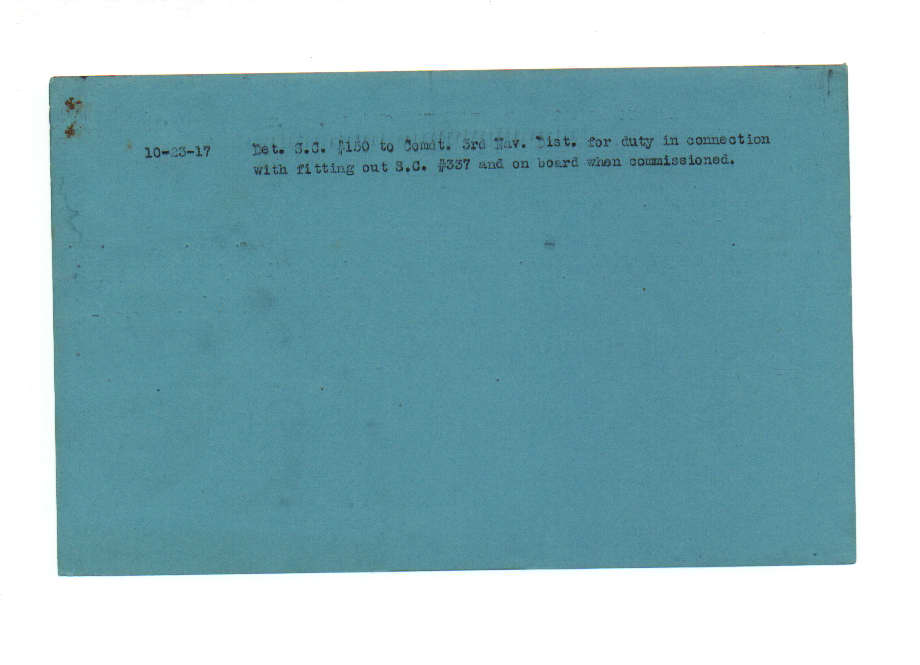 10-23-17 Det. S.C. #150 to Comdt. 3rd Nav. Dist. for duty in connection
with fitting out S.C. #337 and on board when commissioned.